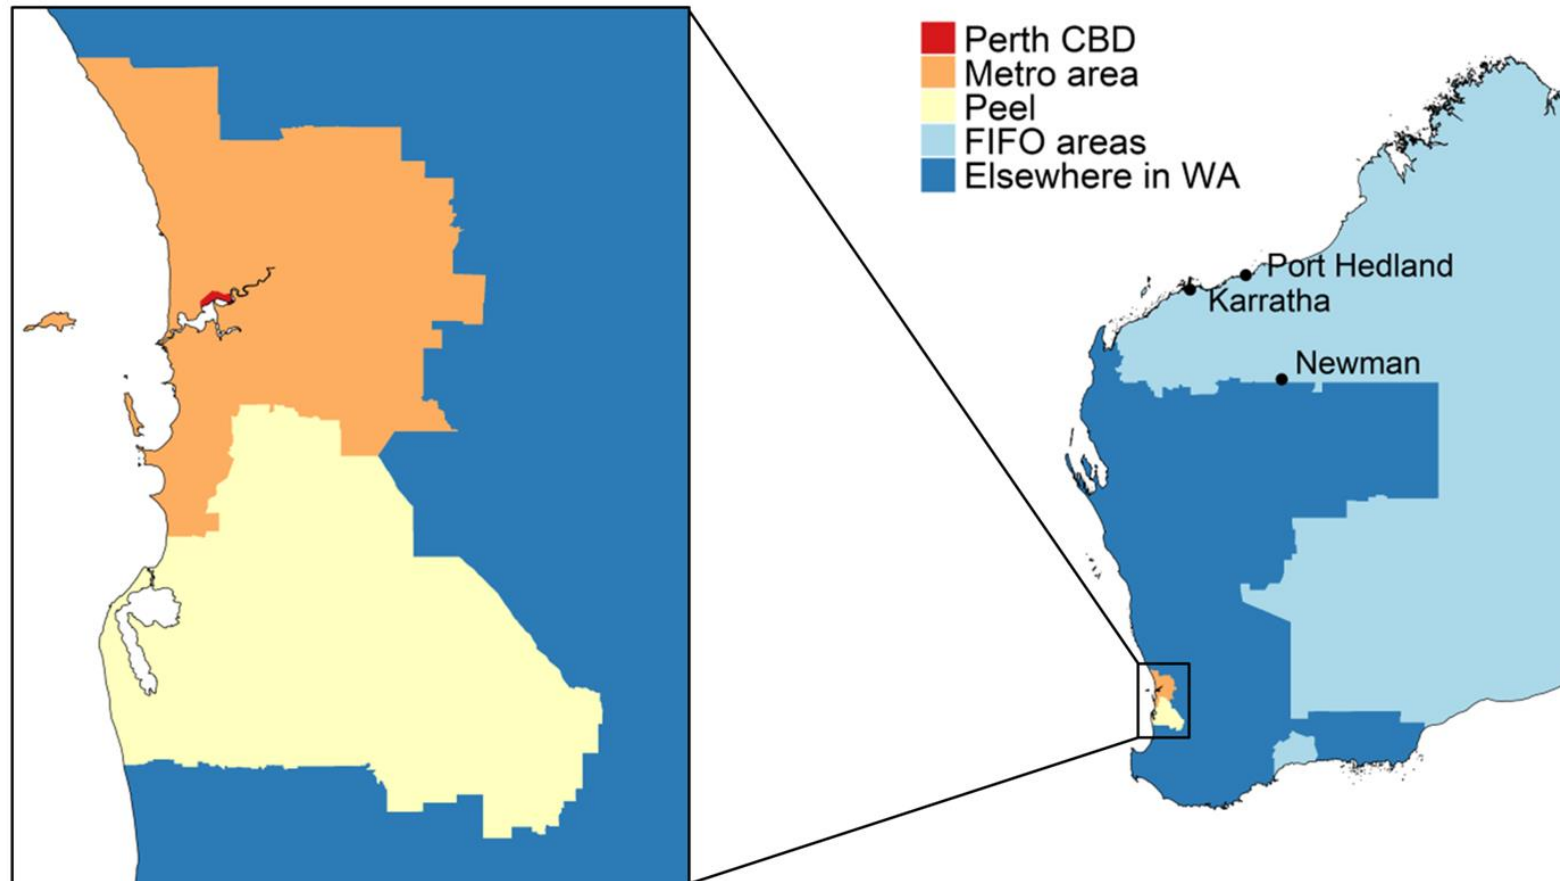 Perth CBD
Metro area
Peel
FIFO areas
Elsewhere in WA
Port Hedland
Karratha
Newman